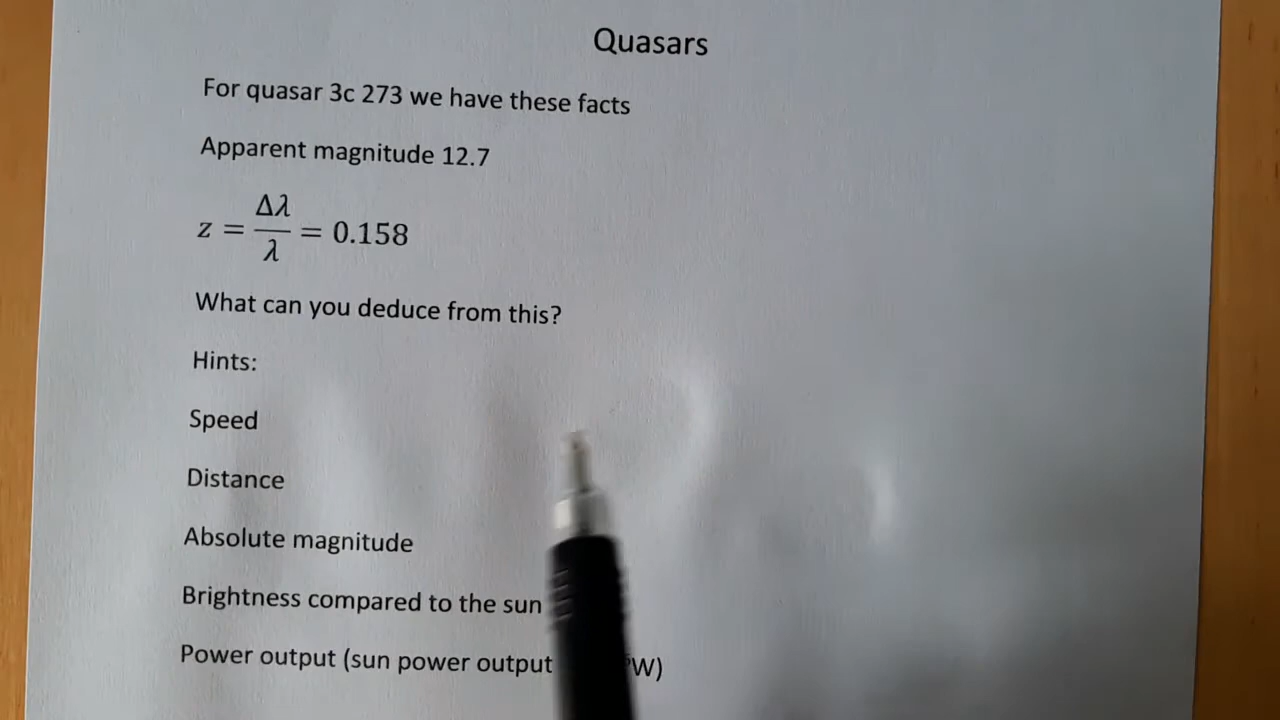 Quasars
For quasar 3c 273 we have these facts
Apparent magnitude 12.7
z = Δλ/λ = 0.158
What can you deduce from this?
Hints:
Speed
Distance
Absolute magnitude
Brightness compared to the sun
Power output (sun power output W)